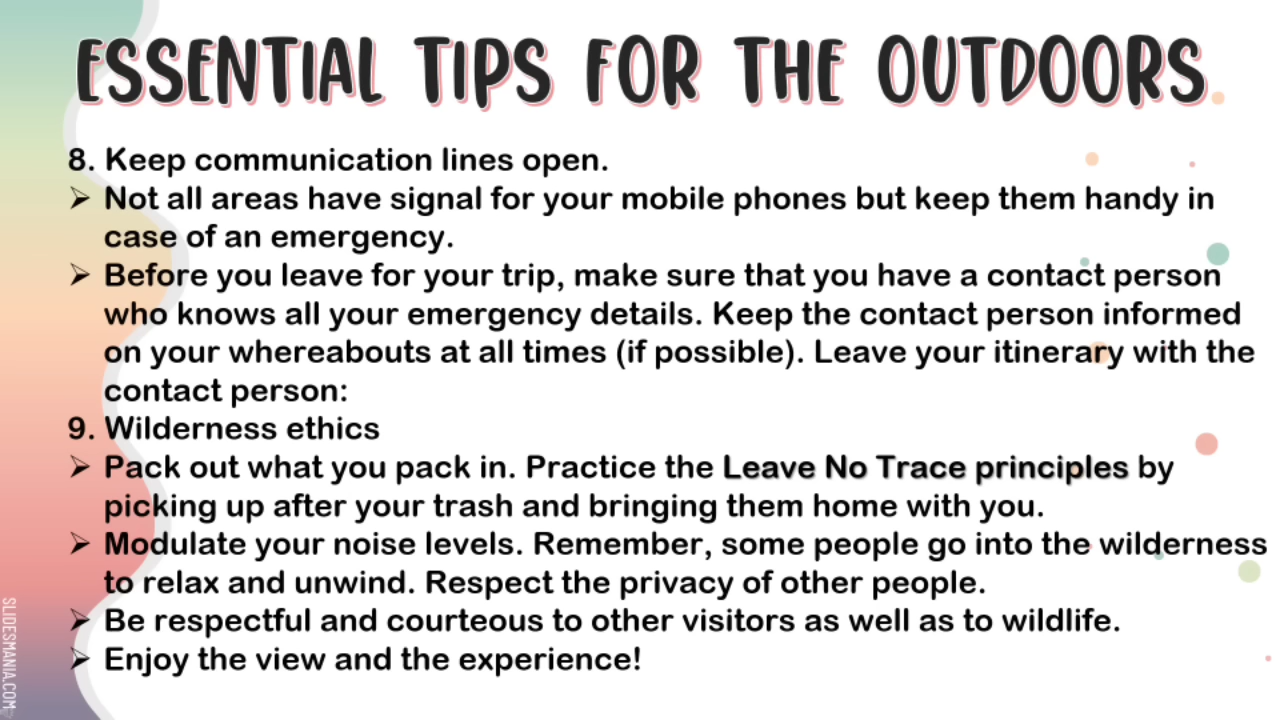 ESSENTIAL TIPS FOR THE OUTDOORS
8. Keep communication lines open.
➢ Not all areas have signal for your mobile phones but keep them handy in
case of an emergency.
➢ Before you leave for your trip, make sure that you have a contact person
who knows all your emergency details. Keep the contact person informed
on your whereabouts at all times (if possible). Leave your itinerary with the
contact person:
9. Wilderness ethics
➢ Pack out what you pack in. Practice the Leave No Trace principles by
picking up after your trash and bringing them home with you.
➢ Modulate your noise levels. Remember, some people go into the wilderness
to relax and unwind. Respect the privacy of other people.
➢ Be respectful and courteous to other visitors as well as to wildlife.
➢ Enjoy the view and the experience!
SLIDESMANIA.COM